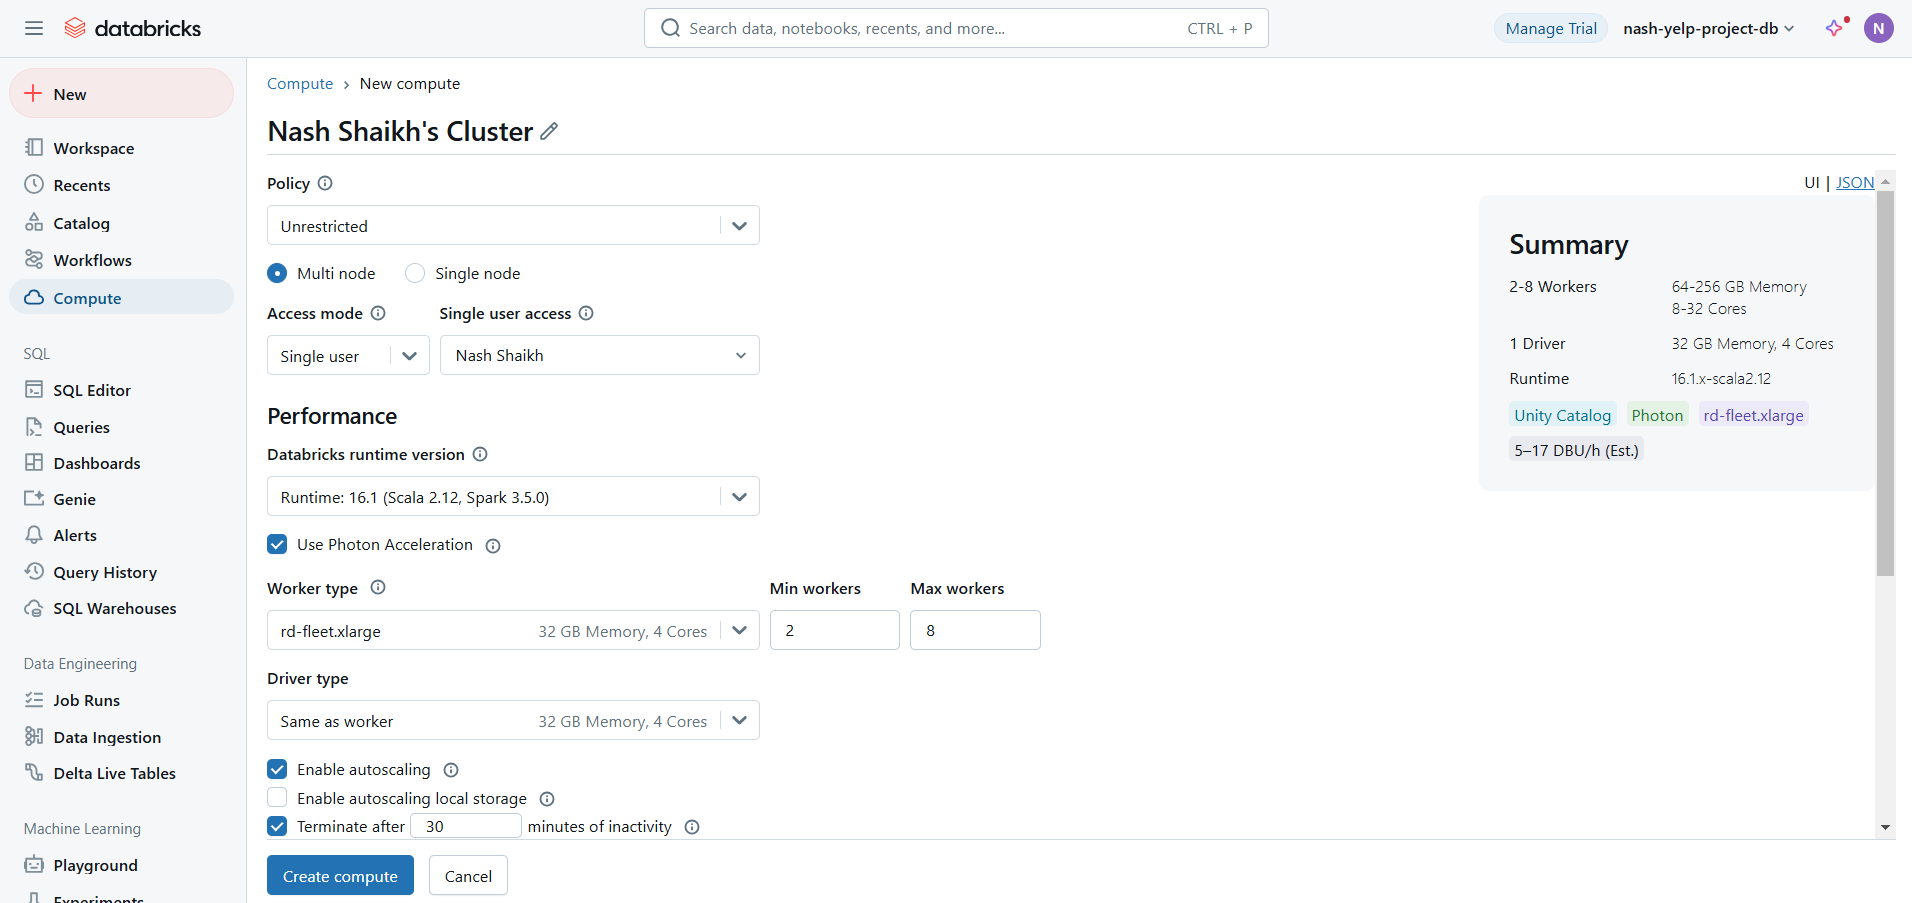 databricks
Search data, notebooks, recents, and more...
CTRL + P
Manage Trial
nash-yelp-project-db
N
New
Workspace
Recents
Catalog
Workflows
Compute
SQL
SQL Editor
Queries
Dashboards
Genie
Alerts
Query History
SQL Warehouses
Data Engineering
Job Runs
Data Ingestion
Delta Live Tables
Machine Learning
Playground
Experiments
Compute › New compute
Nash Shaikh's Cluster
Policy
Unrestricted
Multi node
Single node
Access mode
Single user access
Single user
Nash Shaikh
Performance
Databricks runtime version
Runtime: 16.1 (Scala 2.12, Spark 3.5.0)
Use Photon Acceleration
Worker type
Min workers
Max workers
rd-fleet.xlarge
32 GB Memory, 4 Cores
2
8
Driver type
Same as worker
32 GB Memory, 4 Cores
Enable autoscaling
Enable autoscaling local storage
Terminate after 30 minutes of inactivity
Create compute
Cancel
UI | JSON
Summary
2-8 Workers
64-256 GB Memory
8-32 Cores
1 Driver
32 GB Memory, 4 Cores
Runtime
16.1.x-scala2.12
Unity Catalog
Photon
rd-fleet.xlarge
5–17 DBU/h (Est.)